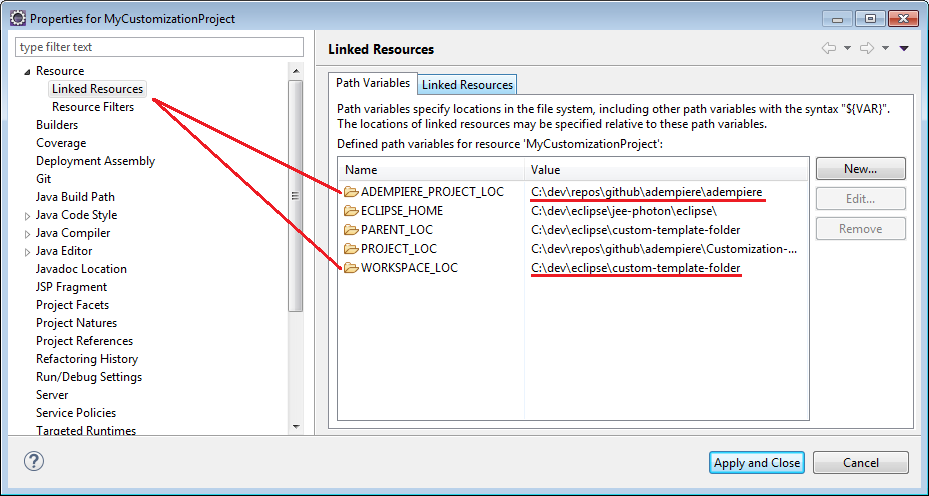 Properties for MyCustomizationProject
type filter text
Resource
Linked Resources
Resource Filters
Builders
Coverage
Deployment Assembly
Git
Java Build Path
Java Code Style
Java Compiler
Java Editor
Javadoc Location
JSP Fragment
Project Facets
Project Natures
Project References
Refactoring History
Run/Debug Settings
Server
Service Policies
Targeted Runtimes
Linked Resources
Path Variables Linked Resources
Path variables specify locations in the file system, including other path variables with the syntax "${VAR}".
The locations of linked resources may be specified relative to these path variables.
Defined path variables for resource 'MyCustomizationProject':
Name Value
ADEMPIERE_PROJECT_LOC C:\dev\repos\github\adempiere\adempiere
ECLIPSE_HOME C:\dev\eclipse\jee-photon\eclipse\
PARENT_LOC C:\dev\eclipse\custom-template-folder
PROJECT_LOC C:\dev\repos\github\adempiere\Customization-...
WORKSPACE_LOC C:\dev\eclipse\custom-template-folder
New...
Edit...
Remove
Apply and Close Cancel